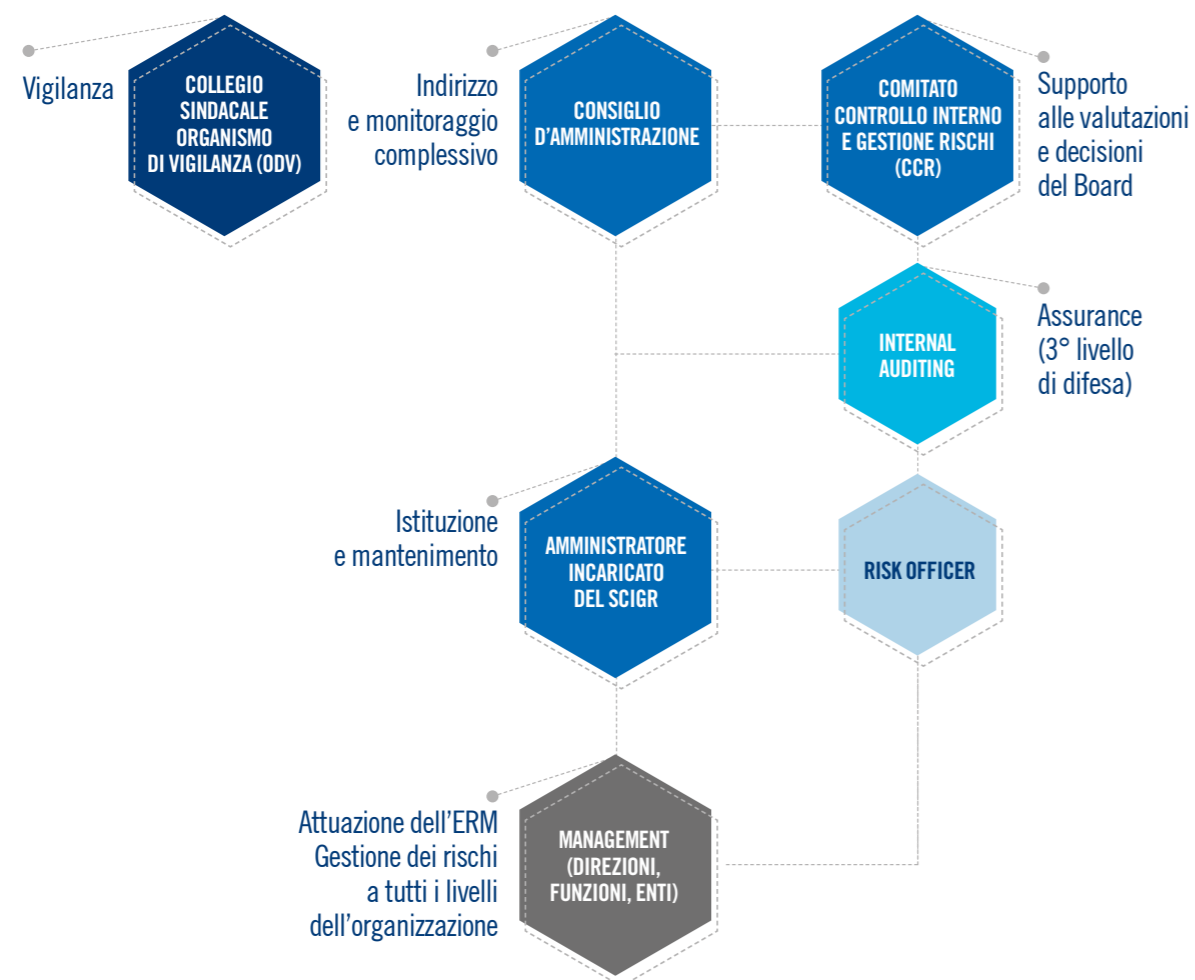 Vigilanza
COLLEGIO
SINDACALE
ORGANISMO
DI VIGILANZA (ODV)
Indirizzo
e monitoraggio
complessivo
CONSIGLIO
D'AMMINISTRAZIONE
COMITATO
CONTROLLO INTERNO
E GESTIONE RISCHI
(CCR)
Supporto
alle valutazioni
e decisioni
del Board
INTERNAL
AUDITING
Assurance
(3° livello
di difesa)
Istituzione
e mantenimento
AMMINISTRATORE
INCARICATO
DEL SCIGR
RISK OFFICER
Attuazione dell'ERM
Gestione dei rischi
a tutti i livelli
dell'organizzazione
MANAGEMENT
(DIREZIONI,
FUNZIONI, ENTI)